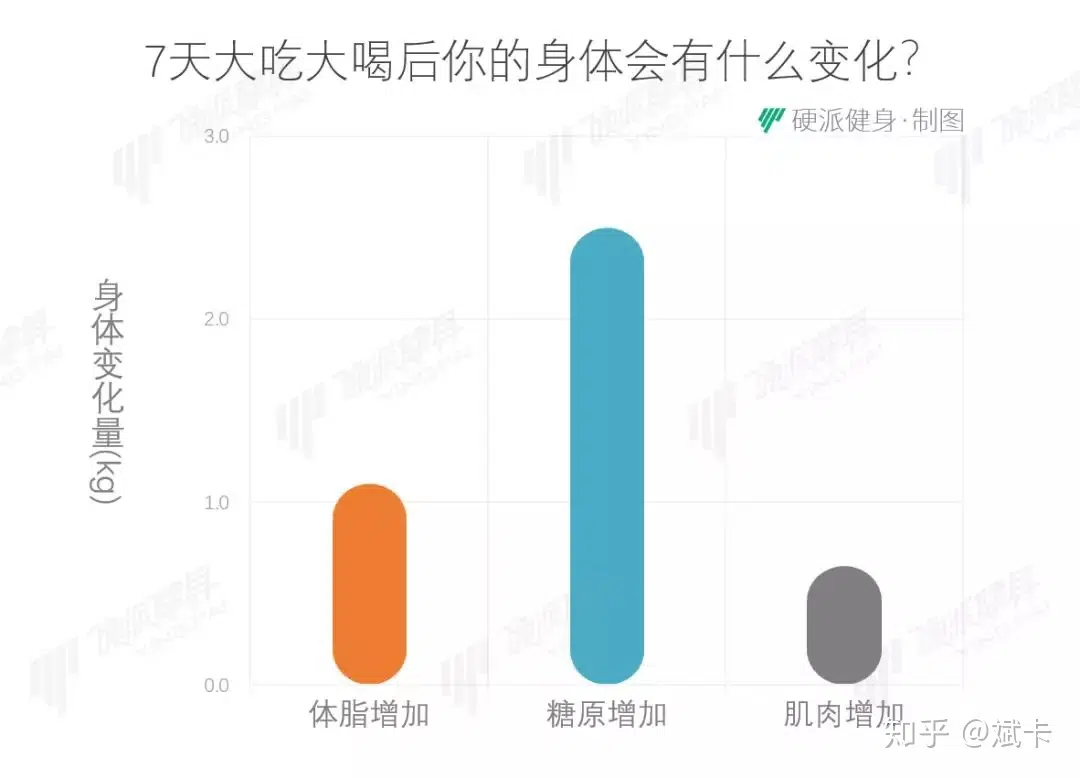 7天大吃大喝后你的身体会有什么变化?
硬派健身·制图
3.0
2.0
1.0
0.0
身体变化量(kg)
体脂增加
糖原增加
肌肉增加
知乎 @斌卡